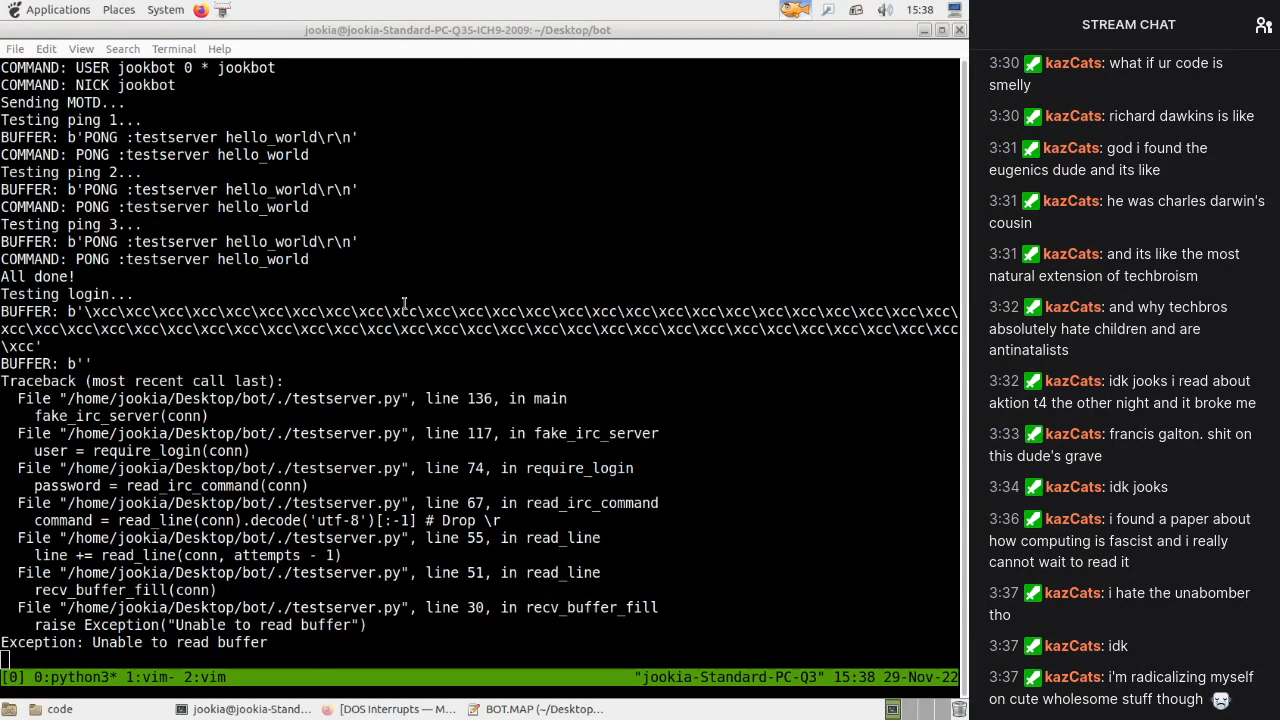 Applications Places System 15:38
jookia@jookia-Standard-PC-Q35-ICH9-2009: ~/Desktop/bot
File Edit View Search Terminal Help
COMMAND: USER jookbot 0 * jookbot
COMMAND: NICK jookbot
Sending MOTD...
Testing ping 1...
BUFFER: b'PONG :testserver hello_world\r\n'
COMMAND: PONG :testserver hello_world
Testing ping 2...
BUFFER: b'PONG :testserver hello_world\r\n'
COMMAND: PONG :testserver hello_world
Testing ping 3...
BUFFER: b'PONG :testserver hello_world\r\n'
COMMAND: PONG :testserver hello_world
All done!
Testing login...
BUFFER: b'\xcc\xcc\xcc\xcc\xcc\xcc\xcc\xcc\xcc\xcc\xcc\xcc\xcc\xcc\xcc\xcc\xcc\xcc\xcc\xcc\xcc\xcc\xcc\xcc\xcc\xcc\
xcc\xcc\xcc\xcc\xcc\xcc\xcc\xcc\xcc\xcc\xcc\xcc\xcc\xcc\xcc\xcc\xcc\xcc\xcc\xcc\xcc\xcc\xcc\xcc\xcc\xcc\xcc\xcc\xcc
\xcc'
BUFFER: b''
Traceback (most recent call last):
File "/home/jookia/Desktop/bot/./testserver.py", line 136, in main
fake_irc_server(conn)
File "/home/jookia/Desktop/bot/./testserver.py", line 117, in fake_irc_server
user = require_login(conn)
File "/home/jookia/Desktop/bot/./testserver.py", line 74, in require_login
password = read_irc_command(conn)
File "/home/jookia/Desktop/bot/./testserver.py", line 67, in read_irc_command
command = read_line(conn).decode('utf-8')[:-1] # Drop \r
File "/home/jookia/Desktop/bot/./testserver.py", line 55, in read_line
line += read_line(conn, attempts - 1)
File "/home/jookia/Desktop/bot/./testserver.py", line 51, in read_line
recv_buffer_fill(conn)
File "/home/jookia/Desktop/bot/./testserver.py", line 30, in recv_buffer_fill
raise Exception("Unable to read buffer")
Exception: Unable to read buffer
[0] 0:python3* 1:vim- 2:vim "jookia-Standard-PC-Q3" 15:38 29-Nov-22
code jookia@jookia-Stand... [DOS Interrupts — M... BOT.MAP (~/Desktop...
STREAM CHAT
3:30 kazCats: what if ur code is
smelly
3:30 kazCats: richard dawkins is like
3:31 kazCats: god i found the
eugenics dude and its like
3:31 kazCats: he was charles darwin's
cousin
3:31 kazCats: and its like the most
natural extension of techbroism
3:32 kazCats: and why techbros
absolutely hate children and are
antinatalists
3:32 kazCats: idk jooks i read about
aktion t4 the other night and it broke me
3:33 kazCats: francis galton. shit on
this dude's grave
3:34 kazCats: idk jooks
3:36 kazCats: i found a paper about
how computing is fascist and i really
cannot wait to read it
3:37 kazCats: i hate the unabomber
tho
3:37 kazCats: idk
3:37 kazCats: i'm radicalizing myself
on cute wholesome stuff though